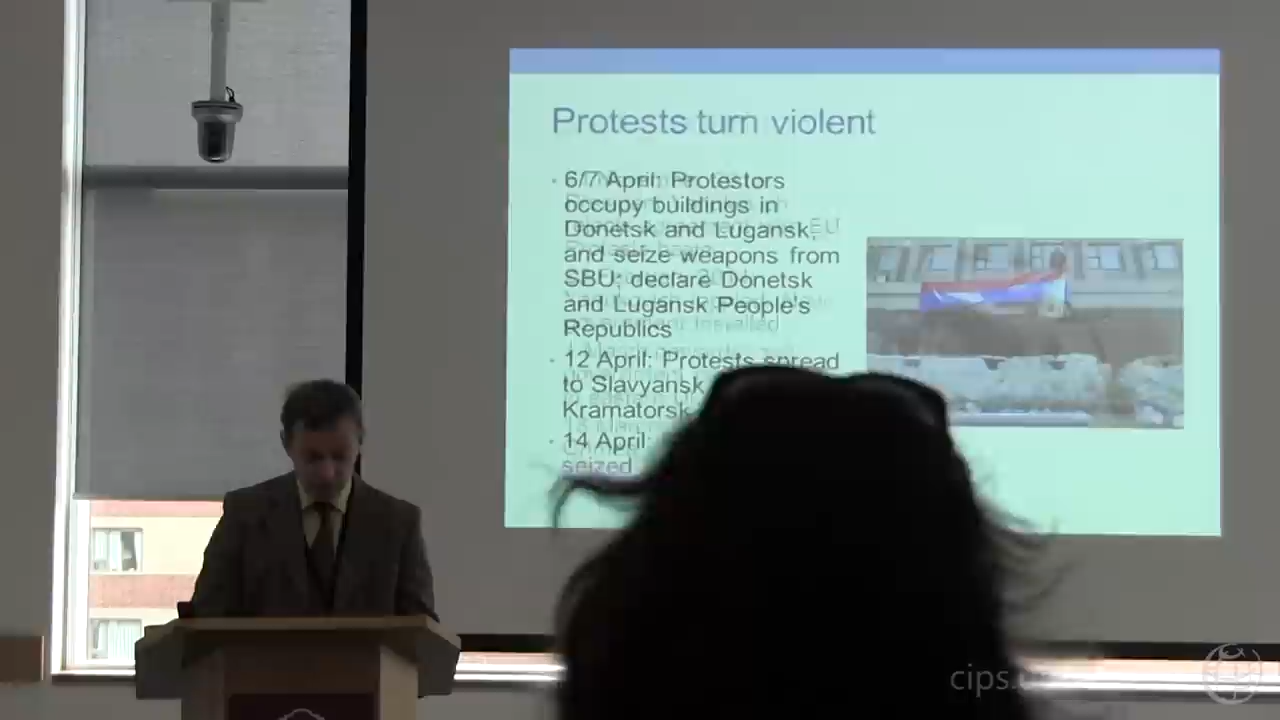 Protests turn violent
6/7 April: Protestors
occupy buildings in
Donetsk and Lugansk,
and seize weapons from
SBU; declare Donetsk
and Lugansk People's
Republics
12 April: Protests spread
to Slavyansk
Kramatorsk
14 April:
seized
cips.u